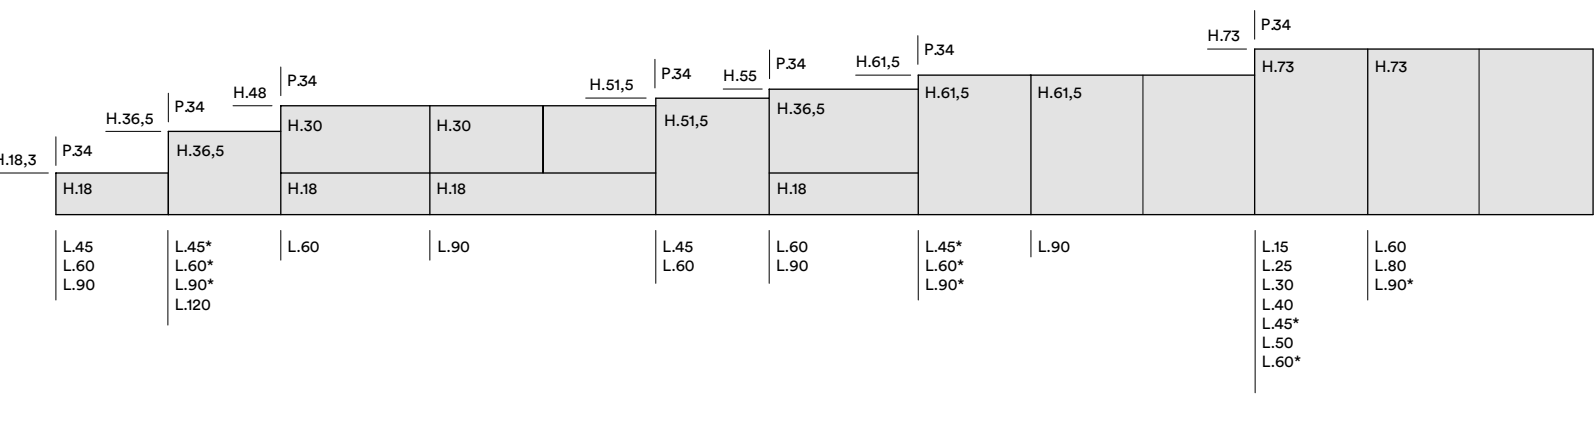 H.18,3
P.34
H.18
L.45
L.60
L.90
H.36,5
P.34
H.36,5
L.45*
L.60*
L.90*
L.120
H.48
P.34
H.30
H.18
L.60
H.30
H.18
L.90
H.51,5
P.34
H.51,5
L.45
L.60
H.55
P.34
H.36,5
H.18
L.60
L.90
H.61,5
P.34
H.61,5
L.45*
L.60*
L.90*
H.61,5
L.90
H.73
P.34
H.73
L.15
L.25
L.30
L.40
L.45*
L.50
L.60*
H.73
L.60
L.80
L.90*